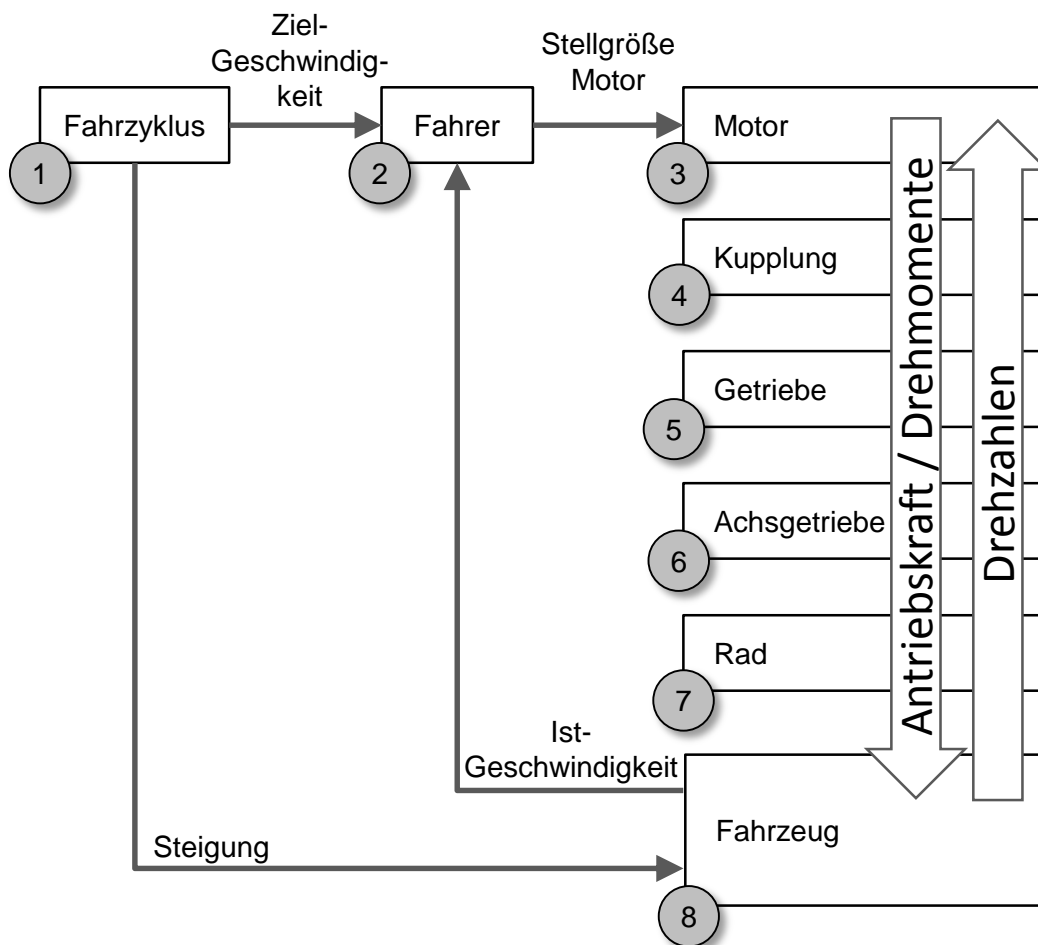 Ziel-
Geschwindig-
keit
Stellgröße
Motor
Fahrzyklus
1
Fahrer
2
Motor
3
Kupplung
4
Getriebe
5
Achsgetriebe
6
Rad
7
Antriebskraft / Drehmomente
Drehzahlen
Ist-
Geschwindigkeit
Steigung
Fahrzeug
8